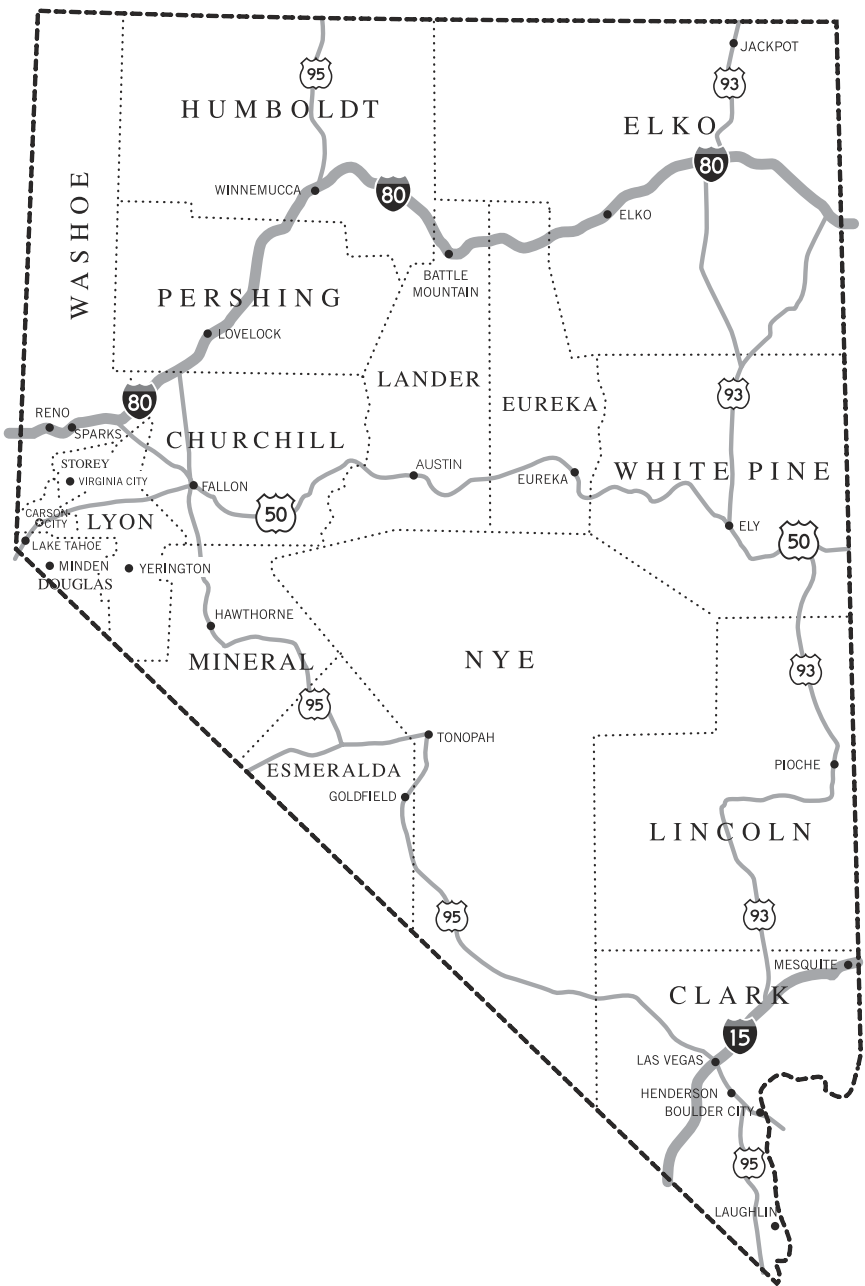 JACKPOT
95
93
HUMBOLDT
ELKO
80
WASHOE
WINNEMUCCA
80
ELKO
BATTLE
MOUNTAIN
PERSHING
LOVELOCK
LANDER
80
EUREKA
93
RENO
SPARKS
CHURCHILL
STOREY
VIRGINIA CITY
AUSTIN
EUREKA
WHITE PINE
FALLON
CARSON
CITY
LYON
50
ELY
50
LAKE TAHOE
MINDEN
YERINGTON
DOUGLAS
HAWTHORNE
MINERAL
NYE
93
95
TONOPAH
PIOCHE
ESMERALDA
GOLDFIELD
LINCOLN
95
93
MESQUITE
CLARK
15
LAS VEGAS
HENDERSON
BOULDER CITY
95
LAUGHLIN